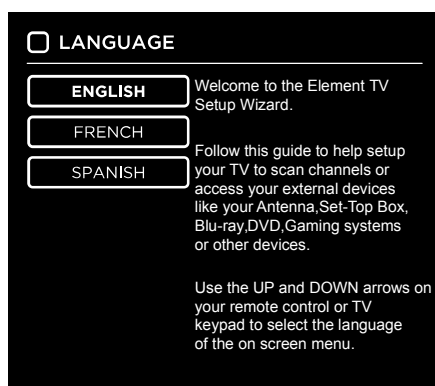 LANGUAGE
ENGLISH
FRENCH
SPANISH
Welcome to the Element TV
Setup Wizard.
Follow this guide to help setup
your TV to scan channels or
access your external devices
like your Antenna,Set-Top Box,
Blu-ray,DVD,Gaming systems
or other devices.
Use the UP and DOWN arrows on
your remote control or TV
keypad to select the language
of the on screen menu.